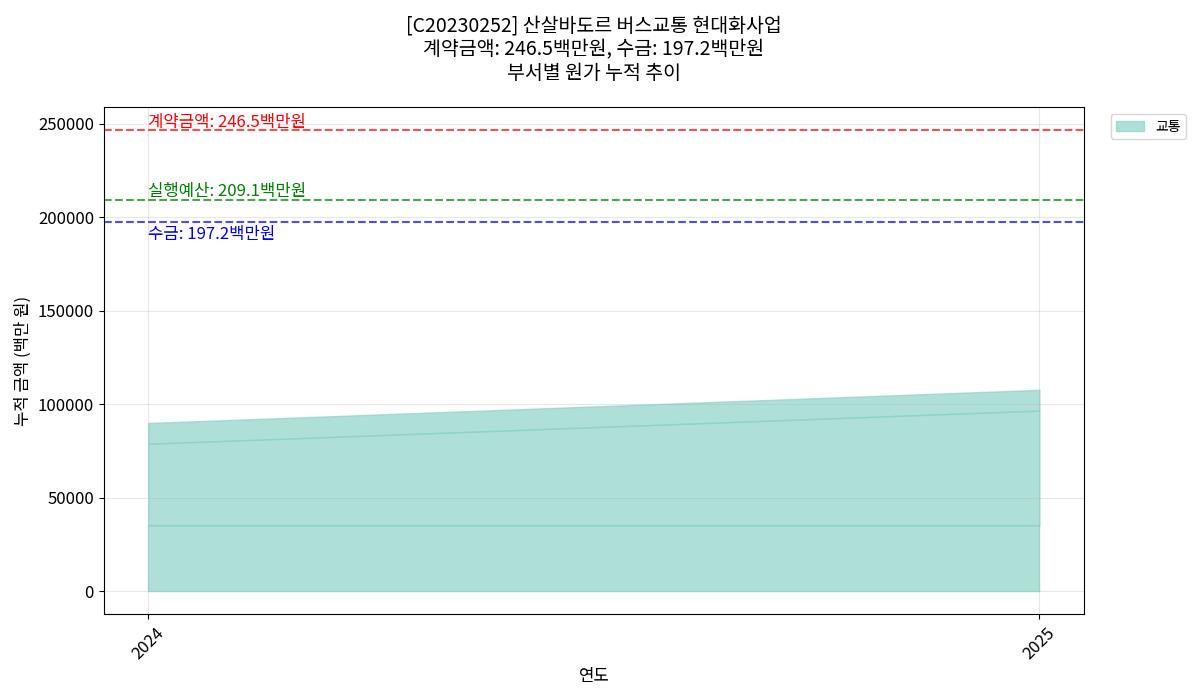 [C20230252] 산살바도르 버스교통 현대화사업
계약금액: 246.5백만원, 수금: 197.2백만원
부서별 원가 누적 추이
250000
200000
150000
100000
50000
0
누적 금액 (백만 원)
계약금액: 246.5백만원
실행예산: 209.1백만원
수금: 197.2백만원
교통
2024
2025
연도